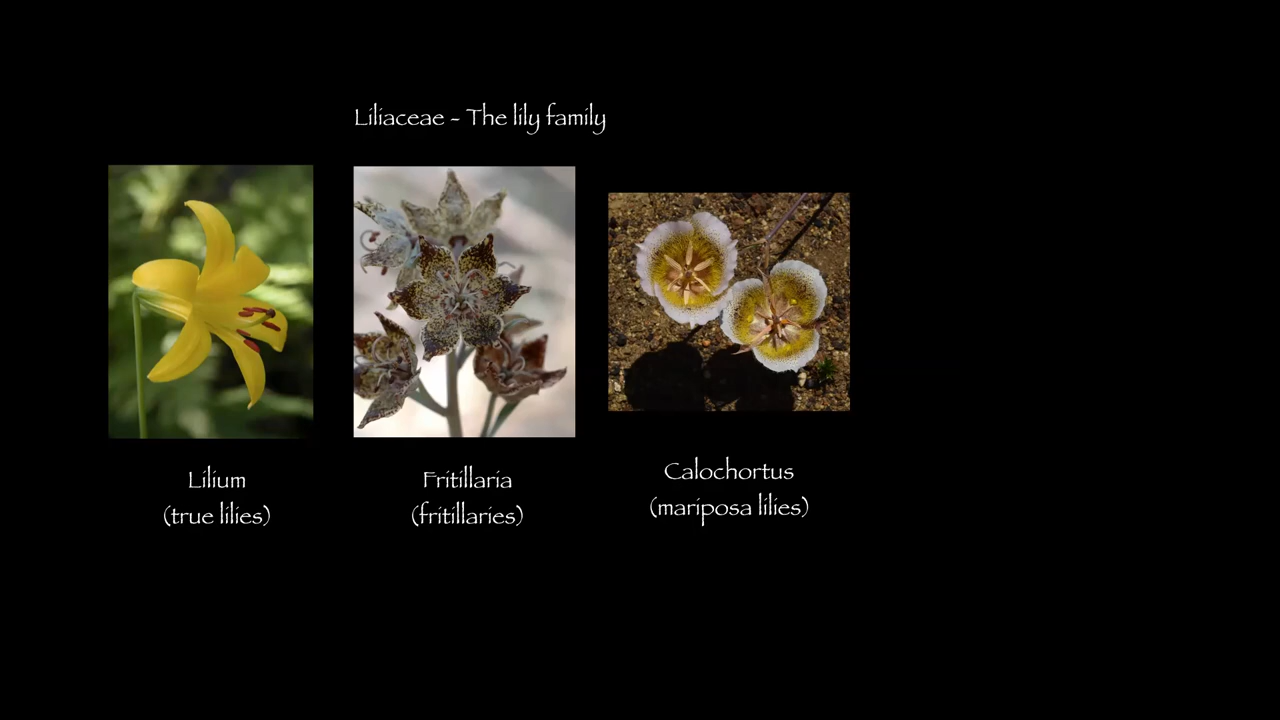 Liliaceae - The lily family
Lilium
(true lilies)
Fritillaria
(fritillaries)
Calochortus
(mariposa lilies)